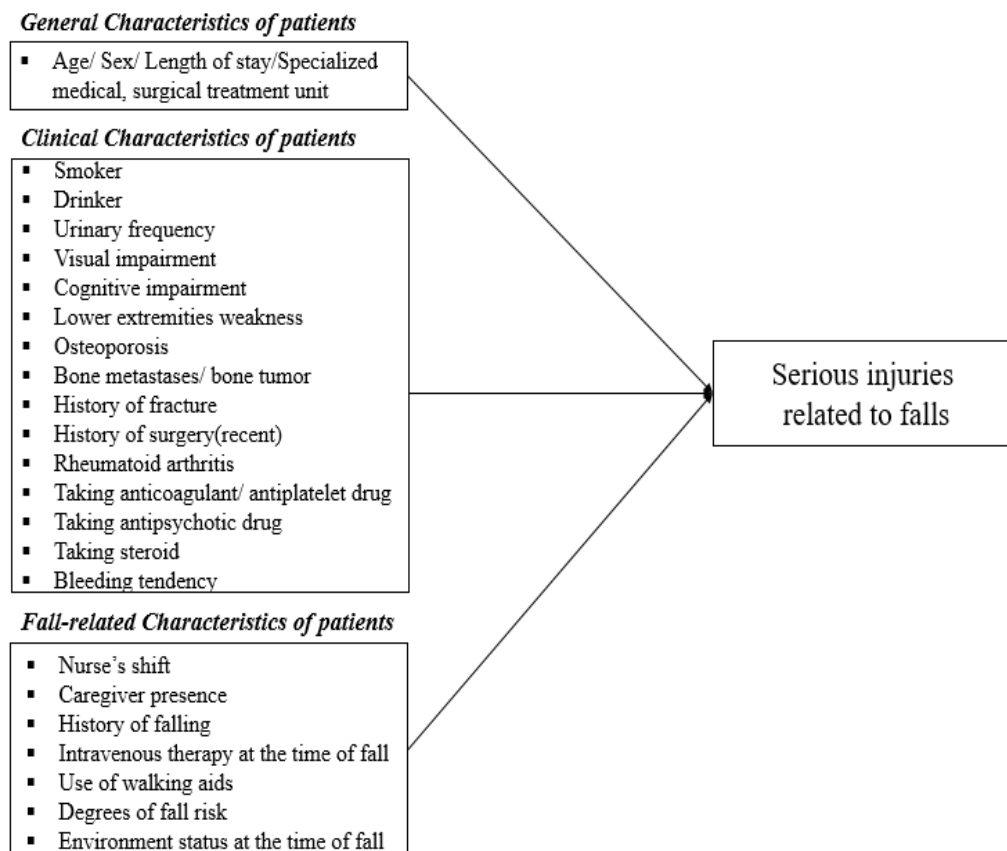 General Characteristics of patients
▪ Age/ Sex/ Length of stay/Specialized
medical, surgical treatment unit
Clinical Characteristics of patients
▪ Smoker
▪ Drinker
▪ Urinary frequency
▪ Visual impairment
▪ Cognitive impairment
▪ Lower extremities weakness
▪ Osteoporosis
▪ Bone metastases/ bone tumor
▪ History of fracture
▪ History of surgery(recent)
▪ Rheumatoid arthritis
▪ Taking anticoagulant/ antiplatelet drug
▪ Taking antipsychotic drug
▪ Taking steroid
▪ Bleeding tendency
Fall-related Characteristics of patients
▪ Nurse’s shift
▪ Caregiver presence
▪ History of falling
▪ Intravenous therapy at the time of fall
▪ Use of walking aids
▪ Degrees of fall risk
▪ Environment status at the time of fall
Serious injuries
related to falls